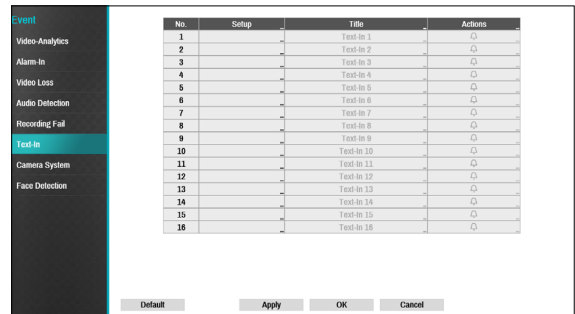 Event
Video-Analytics
Alarm-In
Video Loss
Audio Detection
Recording Fail
Text-In
Camera System
Face Detection
No. Setup Title Actions
1 Text-In 1
2 Text-In 2
3 Text-In 3
4 Text-In 4
5 Text-In 5
6 Text-In 6
7 Text-In 7
8 Text-In 8
9 Text-In 9
10 Text-In 10
11 Text-In 11
12 Text-In 12
13 Text-In 13
14 Text-In 14
15 Text-In 15
16 Text-In 16
Default Apply OK Cancel